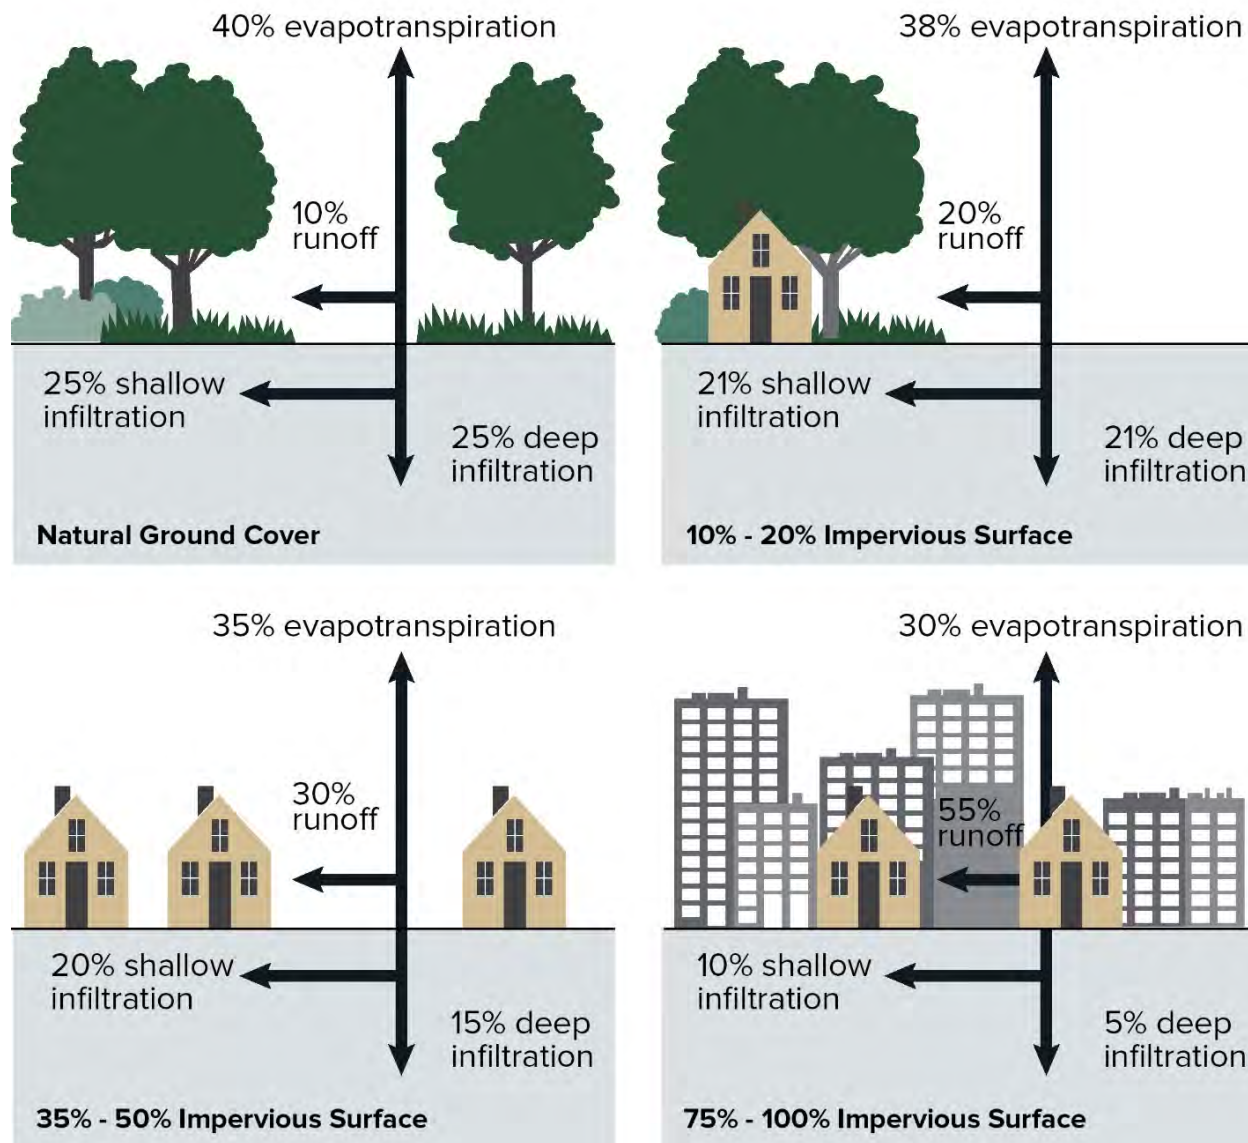 40% evapotranspiration
10%
runoff
25% shallow
infiltration
25% deep
infiltration
Natural Ground Cover
38% evapotranspiration
20%
runoff
21% shallow
infiltration
21% deep
infiltration
10% - 20% Impervious Surface
35% evapotranspiration
30%
runoff
20% shallow
infiltration
15% deep
infiltration
35% - 50% Impervious Surface
30% evapotranspiration
55%
runoff
10% shallow
infiltration
5% deep
infiltration
75% - 100% Impervious Surface